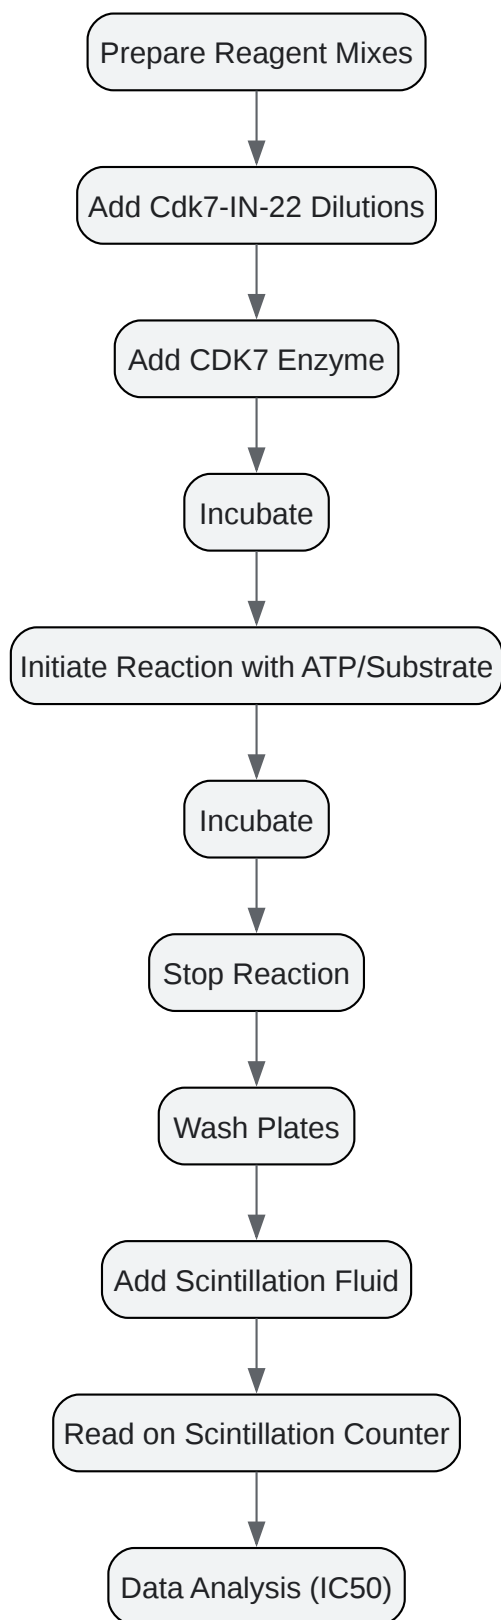 Prepare Reagent Mixes
Add Cdk7-IN-22 Dilutions
Add CDK7 Enzyme
Incubate
Initiate Reaction with ATP/Substrate
Incubate
Stop Reaction
Wash Plates
Add Scintillation Fluid
Read on Scintillation Counter
Data Analysis (IC50)